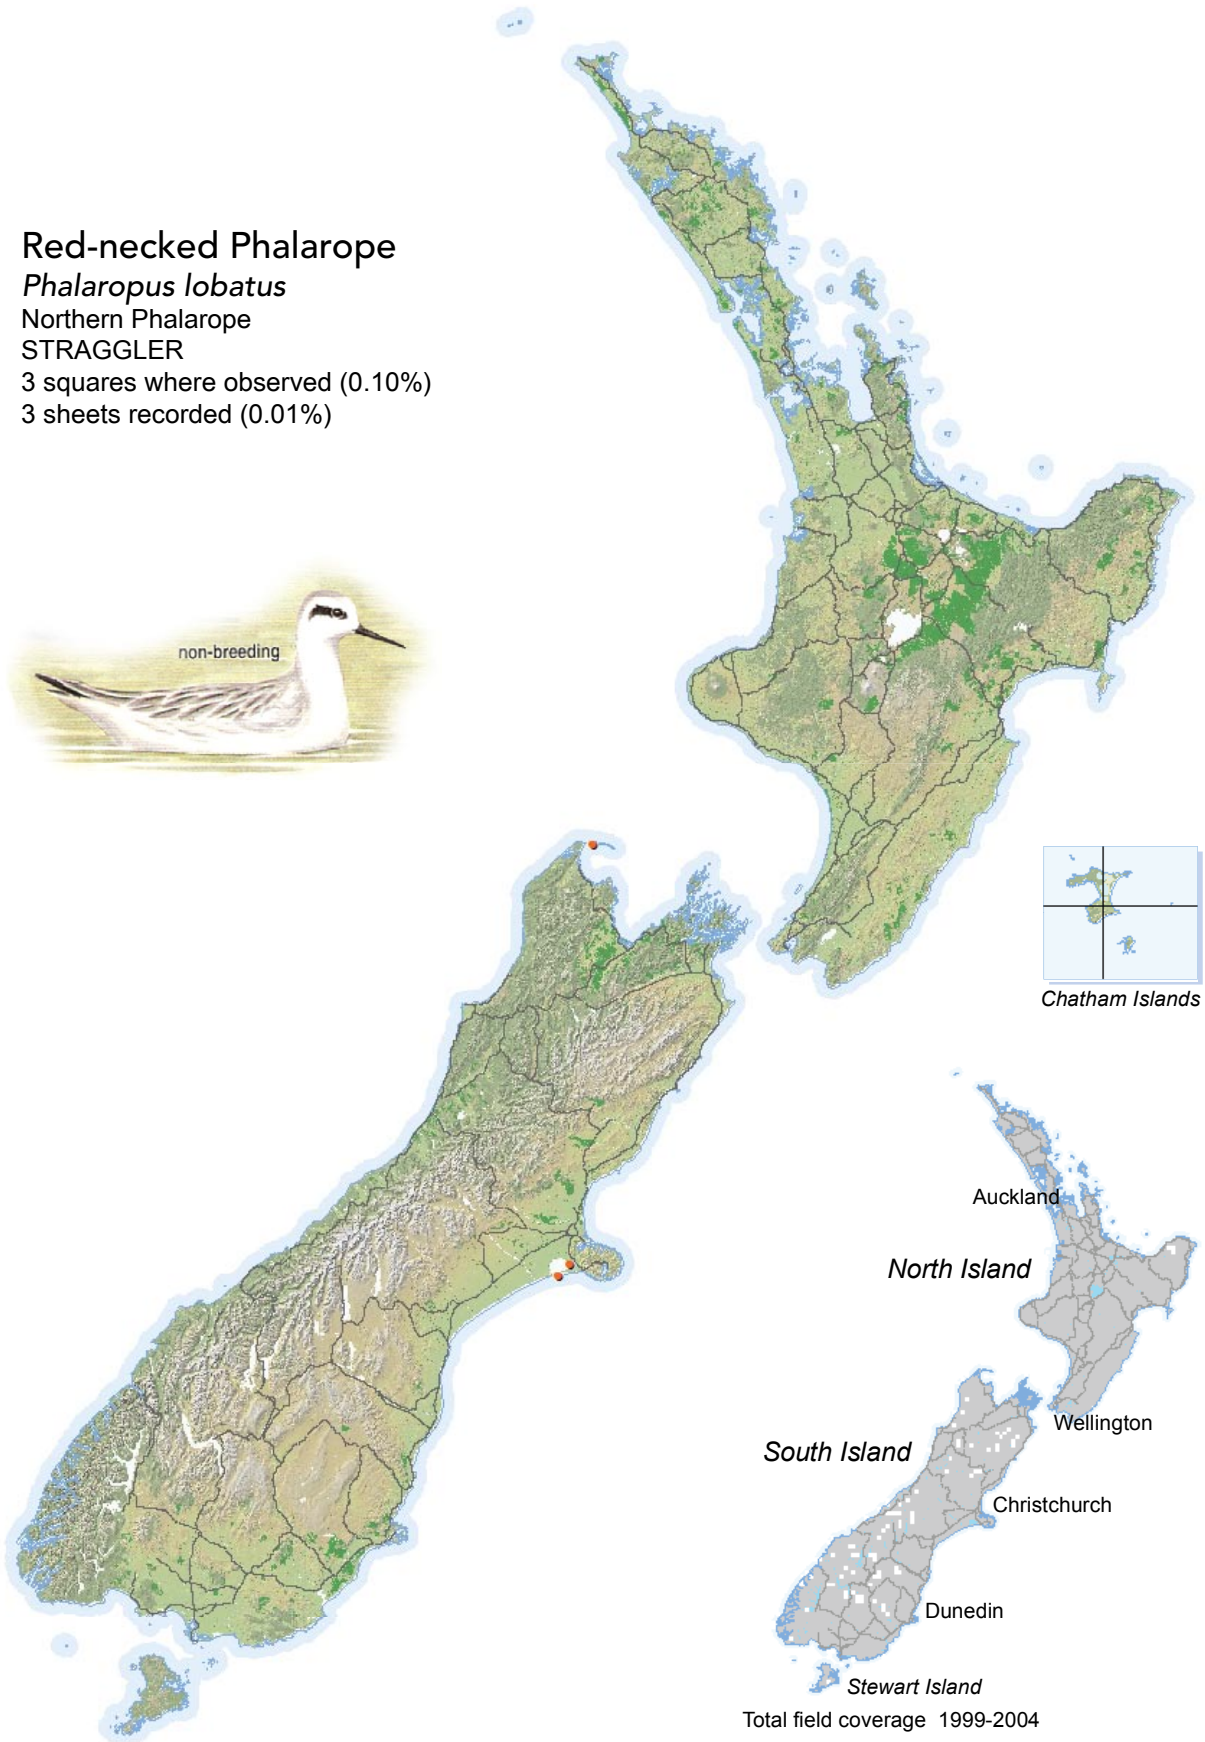 Red-necked Phalarope
Phalaropus lobatus
Northern Phalarope
STRAGGLER
3 squares where observed (0.10%)
3 sheets recorded (0.01%)
non-breeding
Chatham Islands
Auckland
North Island
Wellington
South Island
Christchurch
Dunedin
Stewart Island
Total field coverage 1999-2004